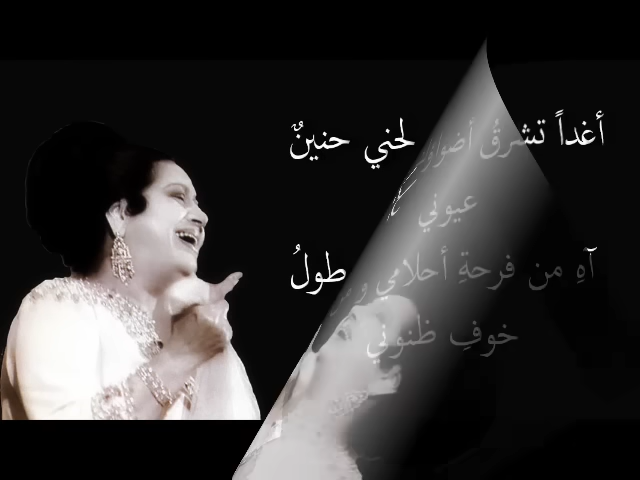 أغداً تشرقُ لحني حنينٌ
عيوني
آهِ من فرحةِ أحلامي طولُ
خوفِ ظنوني